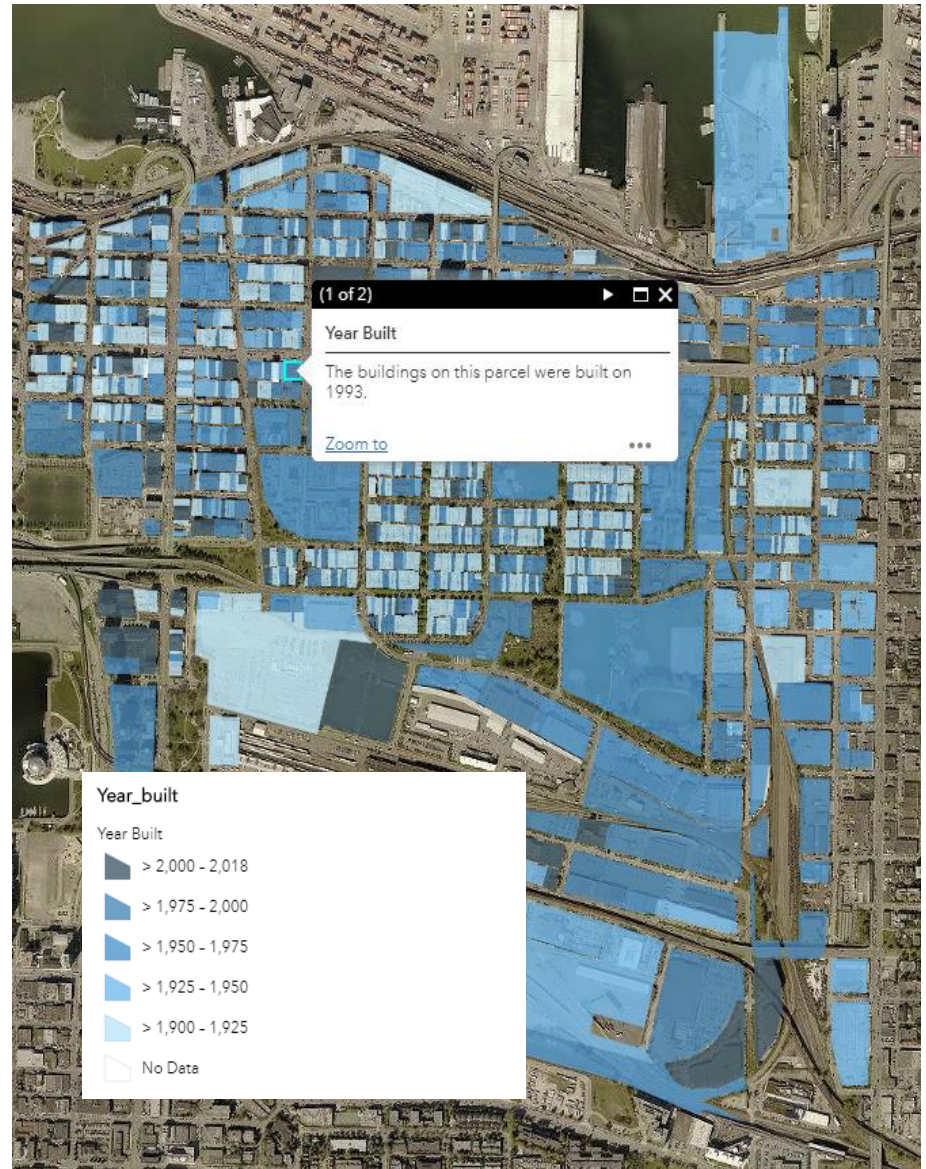 (1 of 2)
Year Built
The buildings on this parcel were built on
1993.
Zoom to
Year_built
Year Built
> 2,000 - 2,018
> 1,975 - 2,000
> 1,950 - 1,975
> 1,925 - 1,950
> 1,900 - 1,925
No Data